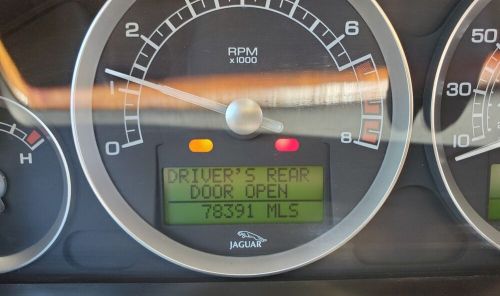 2
6
RPM
x1000
1
0
8
H
50
30
10
DRIVER'S REAR
DOOR OPEN
78391 MLS
JAGUAR